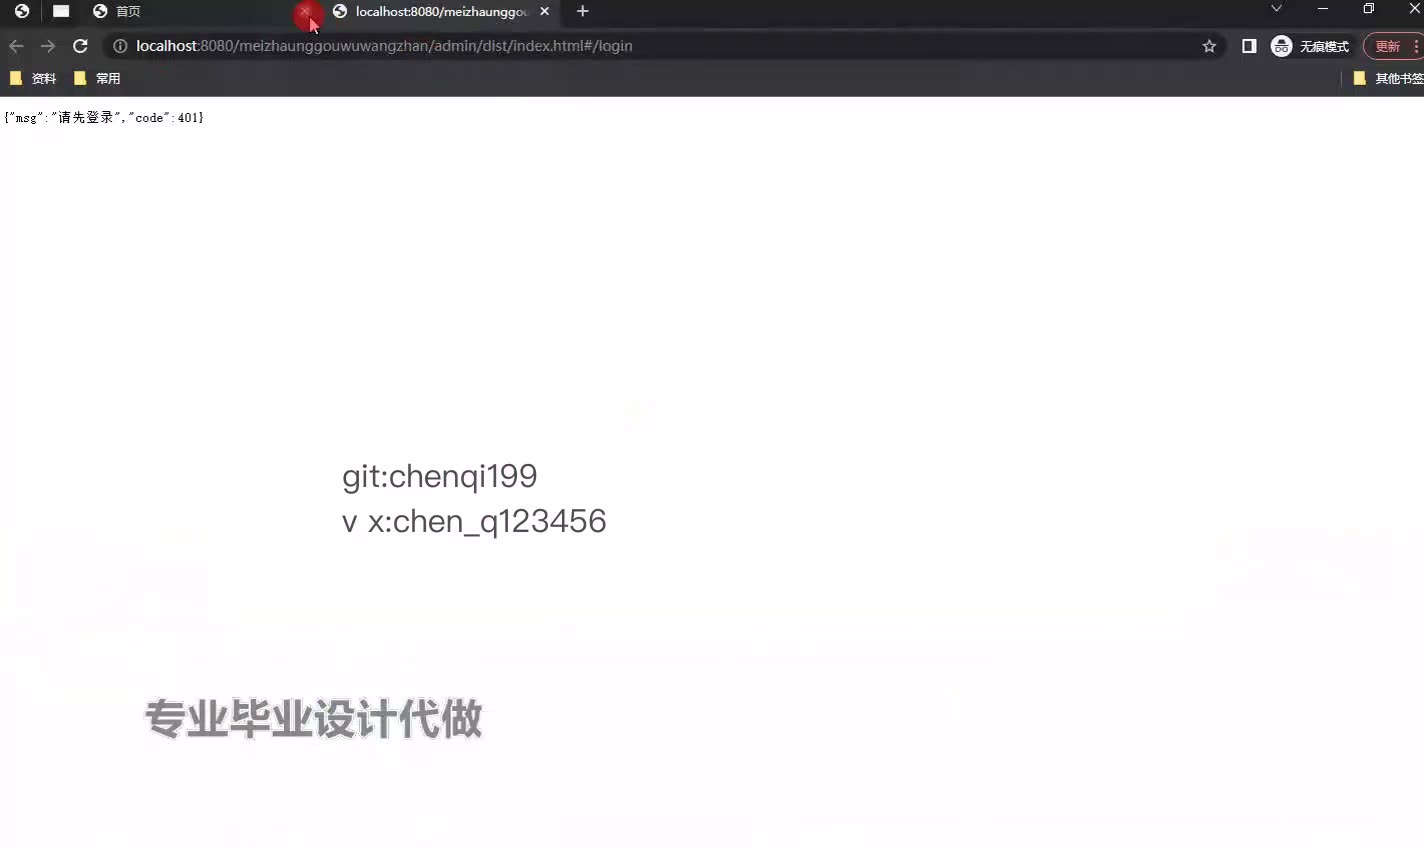 首页
localhost:8080/meizhaunggou
localhost:8080/meizhaunggouwuwangzhan/admin/dist/index.html#/login
无痕模式
更新
资料
常用
其他书签
{"msg":"请先登录","code":401}
git:chenqi199
v x:chen_q123456
专业毕业设计代做